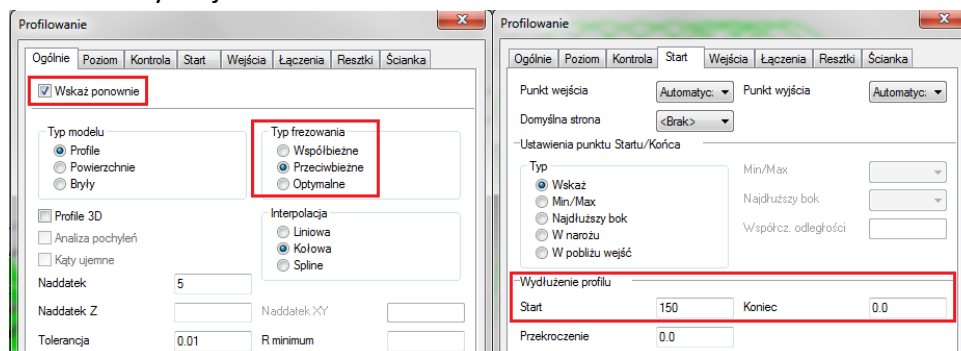 Profilowanie
Ogólnie Poziom Kontrola Start Wejścia Łączenia Resztki Ścianka
Wskaż ponownie
Typ modelu
Profile
Powierzchnie
Bryły
Typ frezowania
Współbieżne
Przeciwbieżne
Optymalne
Profile 3D
Analiza pochyleń
Kąty ujemne
Interpolacja
Liniowa
Kołowa
Spline
Naddatek 5
Naddatek Z Naddatek XY
Tolerancja 0.01 R minimum
Profilowanie
Ogólnie Poziom Kontrola Start Wejścia Łączenia Resztki Ścianka
Punkt wejścia Automatyc: Punkt wyjścia Automatyc:
Domyślna strona <Brak>
Ustawienia punktu Startu/Końca
Typ
Wskaż
Min/Max
Najdłuższy bok
W narożu
W pobliżu wejść
Min/Max
Najdłuższy bok
Współcz. odległości
Wydłużenie profilu
Start 150 Koniec 0.0
Przekroczenie 0.0